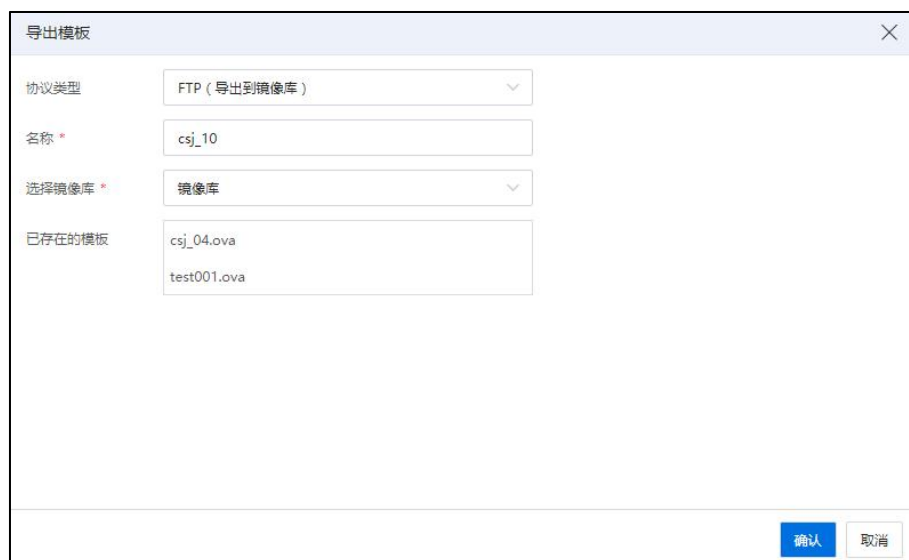 导出模板
协议类型 FTP（导出到镜像库）
名称 * csj_10
选择镜像库 * 镜像库
已存在的模板 csj_04.ova
test001.ova
确认 取消